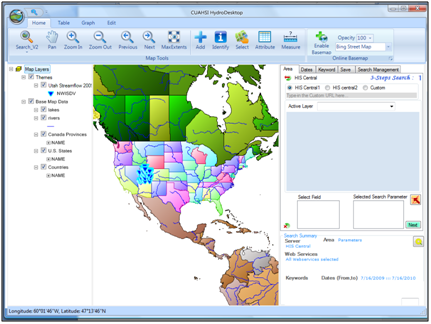 CUAHSI HydroDesktop
Home Table Graph Edit
Search_V2 Pan Zoom In Zoom Out Previous Next MaxExtents Add Identify Select Attribute Measure Enable Basemap Opacity 100
Bing Street Map
Map Tools Online Basemap
Map Layers
Themes
Utah Streamflow 200
NWISDV
Base Map Data
lakes
rivers
Canada Provinces
NAME
U.S. States
NAME
Countries
NAME
Area Dates Keyword Save Search Management
HIS Central 3-Steps Search : 1
HIS Central1 HIS central2 Custom
Type in the Custom URL here...
Active Layer
Select Field Selected Search Parameter
Next
Search Summary
Server Area Parameters
HIS Central
Web Services
All Webservices selected
Keywords Dates (from,to) 7/16/2009 --> 7/16/2010
Longitude: 60°01'46"W, Latitude: 47°13'46"N